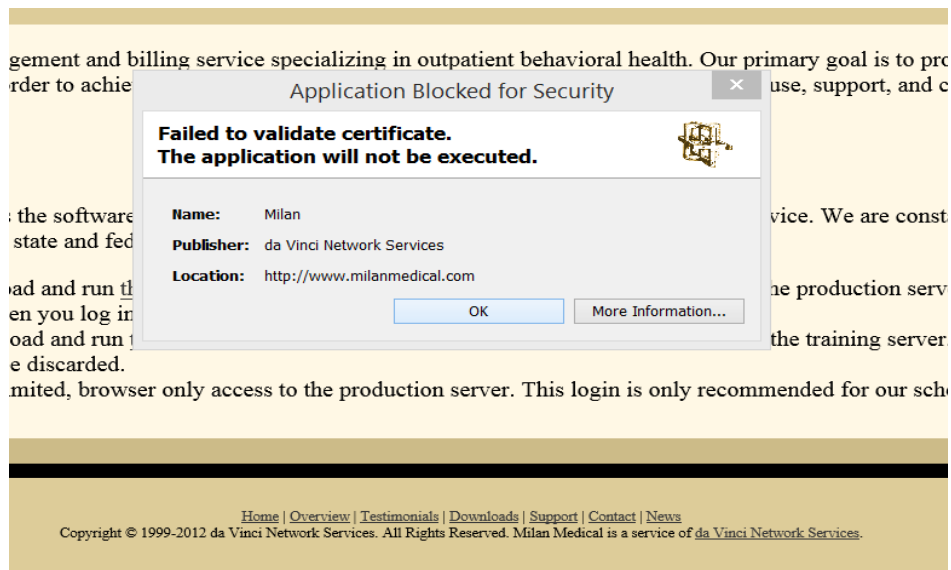 gement and billing service specializing in outpatient behavioral health. Our primary goal is to pro
order to achie use, support, and c
Application Blocked for Security
Failed to validate certificate.
The application will not be executed.
Name: Milan
Publisher: da Vinci Network Services
Location: http://www.milanmedical.com
OK More Information...
the software vice. We are const
state and fed
ad and run th he production serv
en you log in
oad and run the training server.
e discarded.
mited, browser only access to the production server. This login is only recommended for our sch
Home | Overview | Testimonials | Downloads | Support | Contact | News
Copyright © 1999-2012 da Vinci Network Services. All Rights Reserved. Milan Medical is a service of da Vinci Network Services.